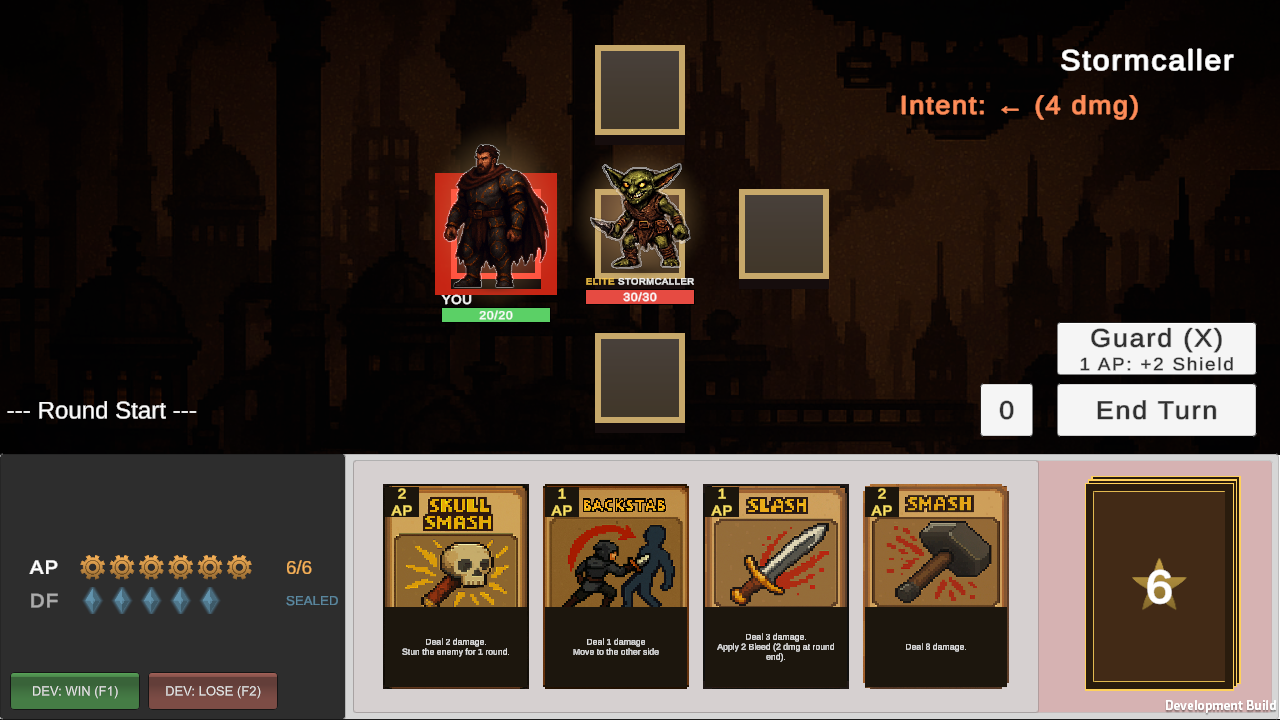 Stormcaller
Intent: ← (4 dmg)
ELITE STORMCALLER
30/30
YOU
20/20
Guard (X)
1 AP: +2 Shield
--- Round Start ---
0
End Turn
2
AP
SKULL
SMASH
Deal 2 damage.
Stun the enemy for 1 round.
1
AP
BACKSTAB
Deal 1 damage
Move to the other side
1
AP
SLASH
Deal 3 damage.
Apply 2 Bleed (2 dmg at round
end).
2
AP
SMASH
Deal 8 damage.
6
AP
6/6
DF
SEALED
DEV: WIN (F1)
DEV: LOSE (F2)
Development Build